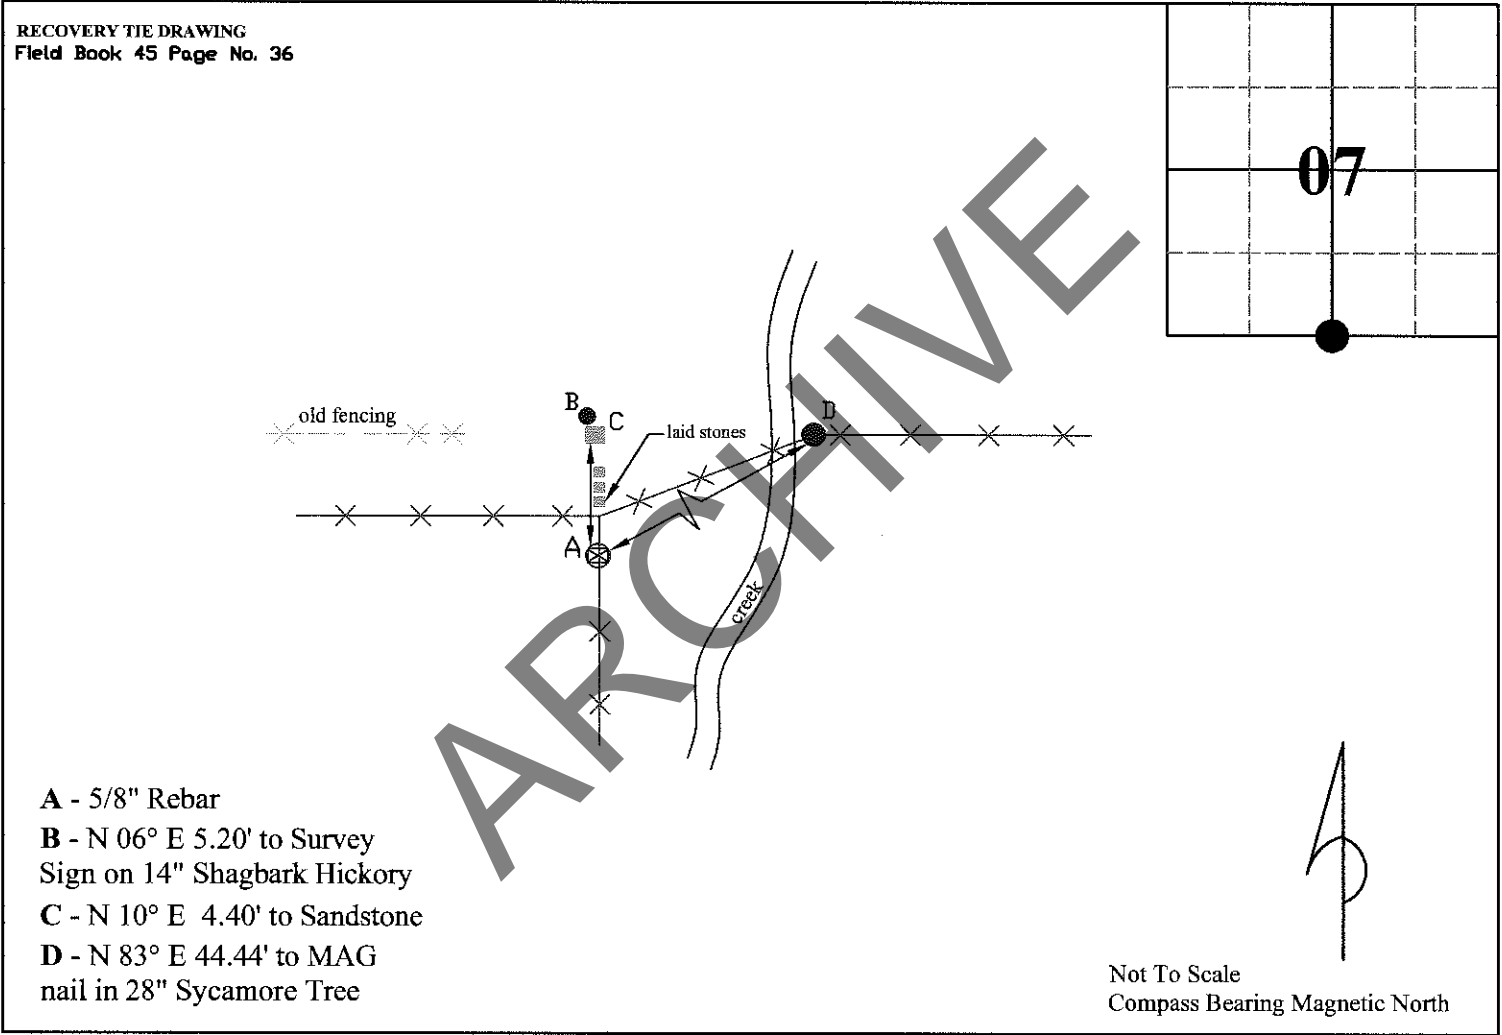 RECOVERY TIE DRAWING
Field Book 45 Page No. 36
07
B
C
D
old fencing
laid stones
A
creek
ARCHIVE
A - 5/8" Rebar
B - N 06° E 5.20' to Survey
Sign on 14" Shagbark Hickory
C - N 10° E 4.40' to Sandstone
D - N 83° E 44.44' to MAG
nail in 28" Sycamore Tree
Not To Scale
Compass Bearing Magnetic North